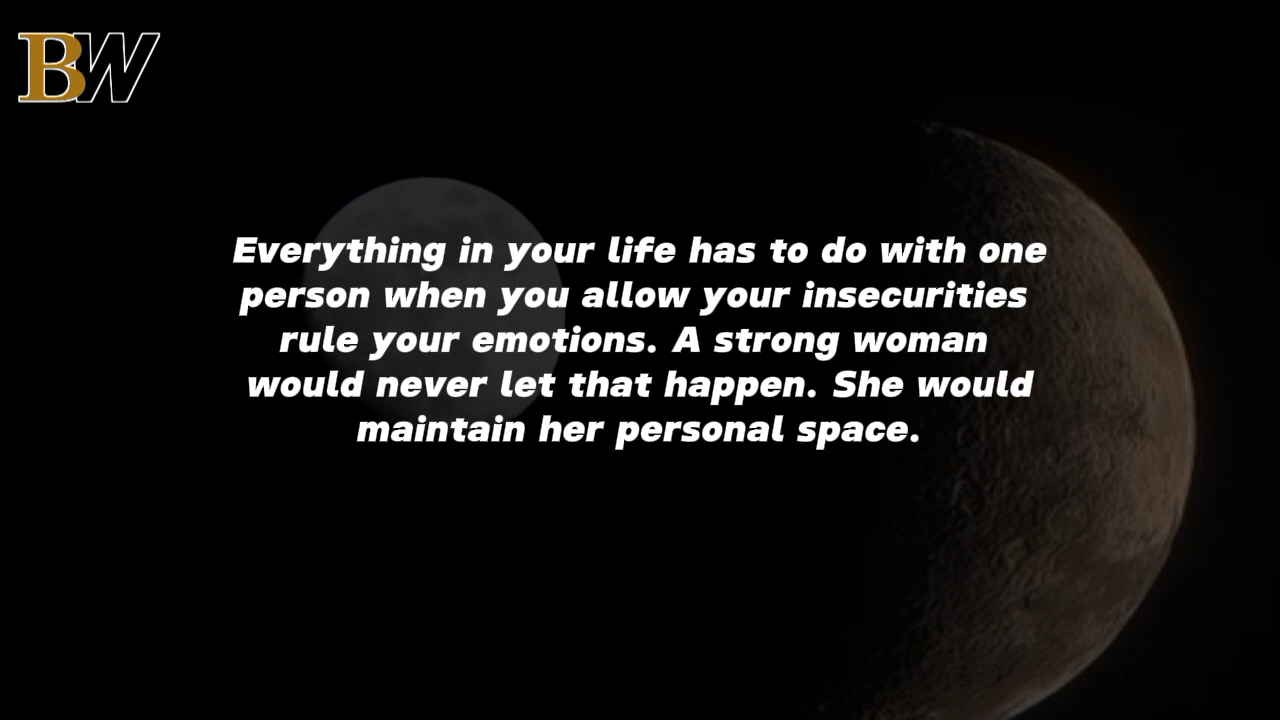 BW
Everything in your life has to do with one
person when you allow your insecurities
rule your emotions. A strong woman
would never let that happen. She would
maintain her personal space.